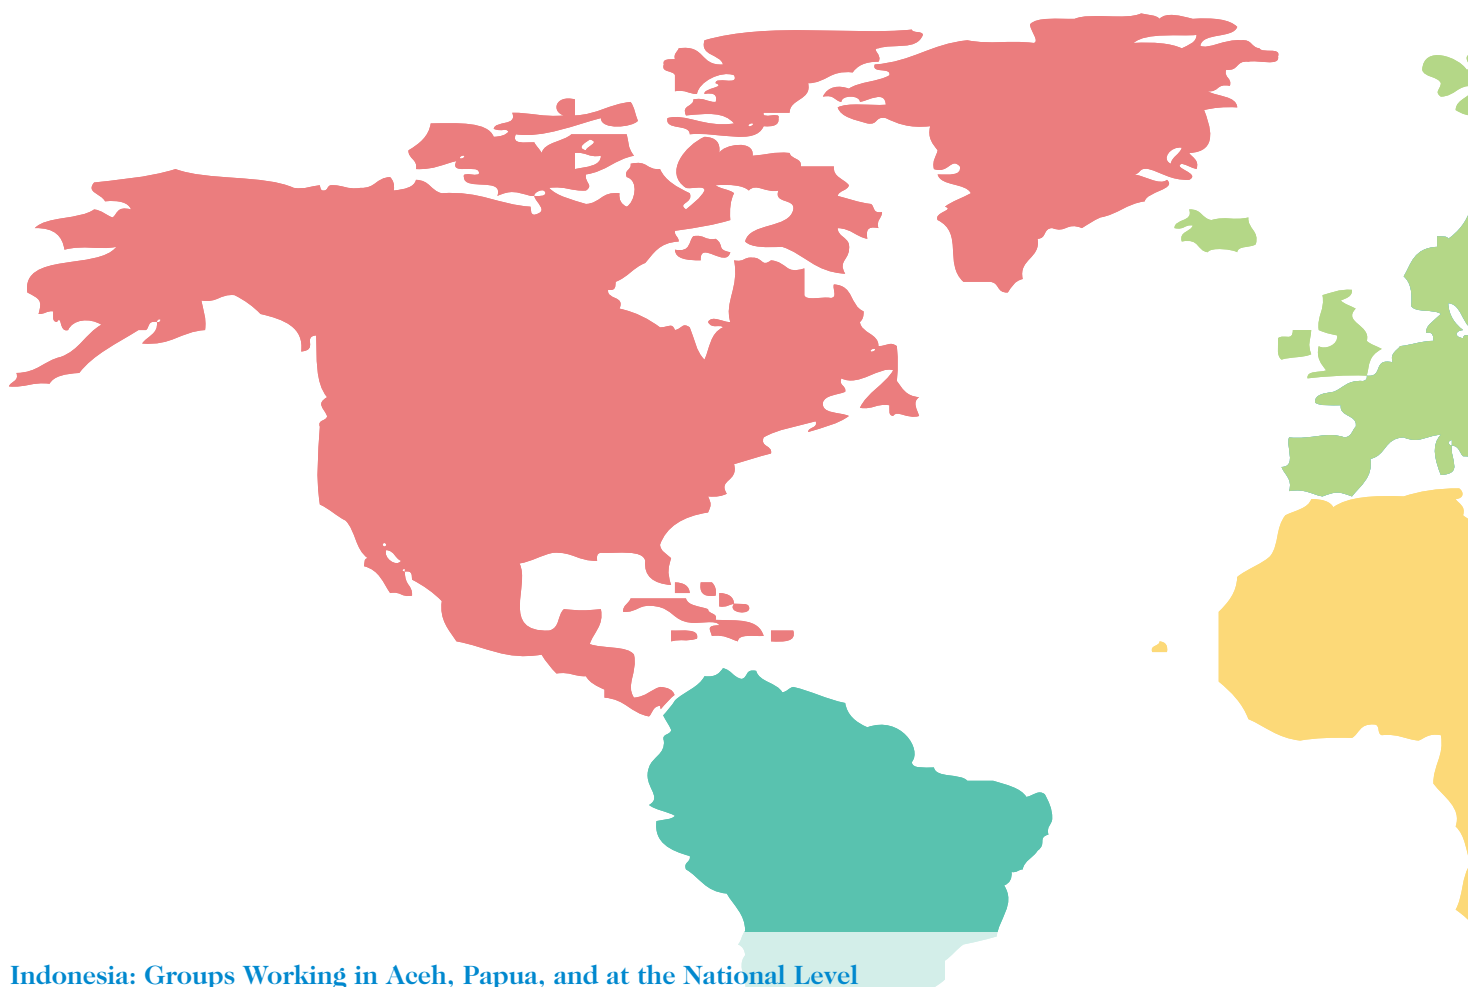 Indonesia: Groups Working in Aceh, Papua, and at the National Level